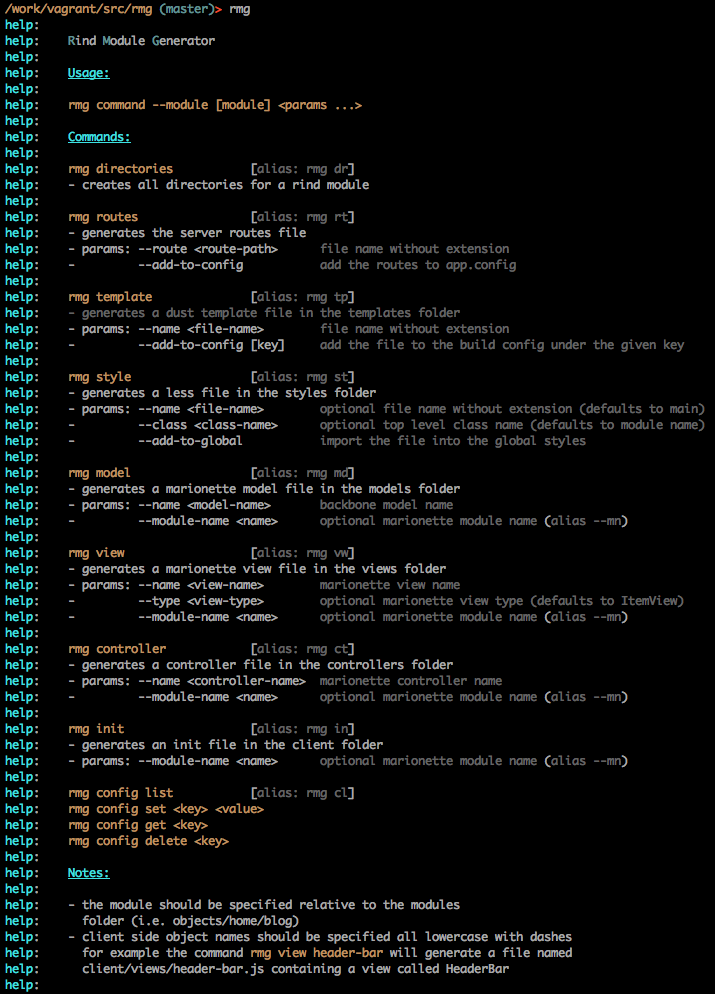 /work/vagrant/src/rmg (master)> rmg
help:
help:    Rind Module Generator
help:
help:    Usage:
help:
help:    rmg command --module [module] <params ...>
help:
help:    Commands:
help:
help:    rmg directories           [alias: rmg dr]
help:    - creates all directories for a rind module
help:
help:    rmg routes                [alias: rmg rt]
help:    - generates the server routes file
help:    - params: --route <route-path>      file name without extension
help:    -         --add-to-config           add the routes to app.config
help:
help:    rmg template              [alias: rmg tp]
help:    - generates a dust template file in the templates folder
help:    - params: --name <file-name>        file name without extension
help:    -         --add-to-config [key]     add the file to the build config under the given key
help:
help:    rmg style                 [alias: rmg st]
help:    - generates a less file in the styles folder
help:    - params: --name <file-name>        optional file name without extension (defaults to main)
help:    -         --class <class-name>      optional top level class name (defaults to module name)
help:    -         --add-to-global           import the file into the global styles
help:
help:    rmg model                 [alias: rmg md]
help:    - generates a marionette model file in the models folder
help:    - params: --name <model-name>       backbone model name
help:    -         --module-name <name>      optional marionette module name (alias --mn)
help:
help:    rmg view                  [alias: rmg vw]
help:    - generates a marionette view file in the views folder
help:    - params: --name <view-name>        marionette view name
help:    -         --type <view-type>        optional marionette view type (defaults to ItemView)
help:    -         --module-name <name>      optional marionette module name (alias --mn)
help:
help:    rmg controller            [alias: rmg ct]
help:    - generates a controller file in the controllers folder
help:    - params: --name <controller-name>  marionette controller name
help:    -         --module-name <name>      optional marionette module name (alias --mn)
help:
help:    rmg init                  [alias: rmg in]
help:    - generates an init file in the client folder
help:    - params: --module-name <name>      optional marionette module name (alias --mn)
help:
help:    rmg config list           [alias: rmg cl]
help:    rmg config set <key> <value>
help:    rmg config get <key>
help:    rmg config delete <key>
help:
help:    Notes:
help:
help:    - the module should be specified relative to the modules
help:      folder (i.e. objects/home/blog)
help:    - client side object names should be specified all lowercase with dashes
help:      for example the command rmg view header-bar will generate a file named
help:      client/views/header-bar.js containing a view called HeaderBar
help: